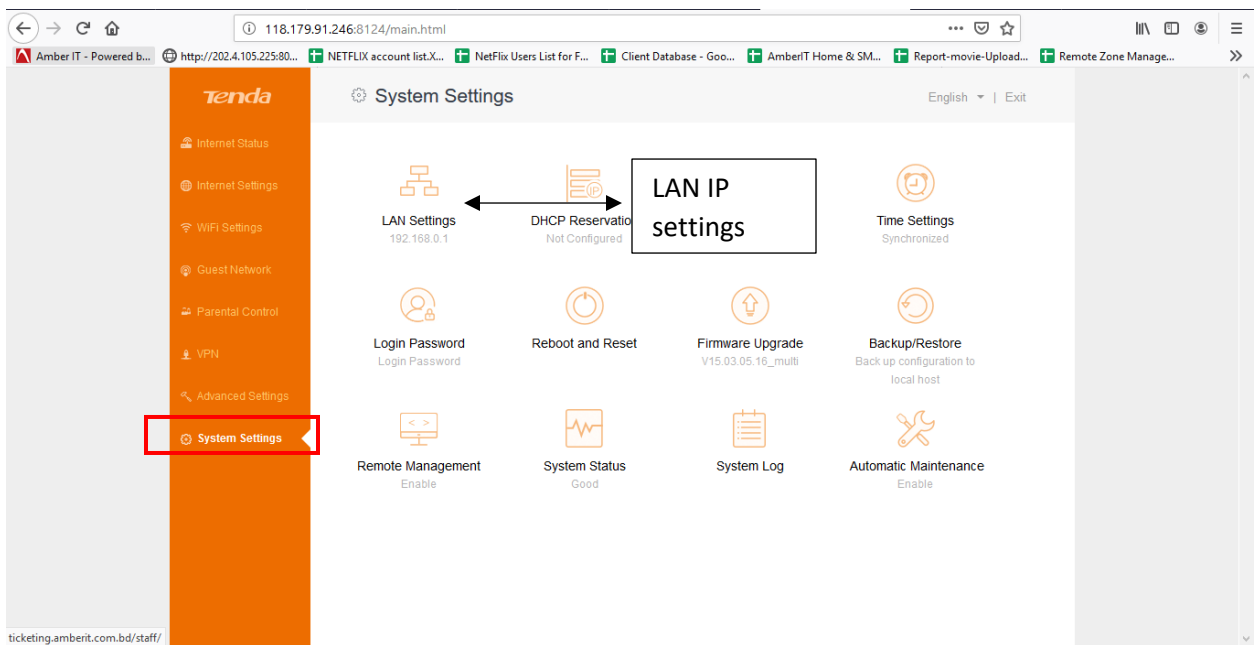 118.179.91.246:8124/main.html
Amber IT - Powered b... http://202.4.105.225:80... NETFLIX account list.X... NetFlix Users List for F... Client Database - Goo... AmberIT Home & SM... Report-movie-Upload... Remote Zone Manage...
Tenda
System Settings
English | Exit
Internet Status
Internet Settings
WiFi Settings
Guest Network
Parental Control
VPN
Advanced Settings
System Settings
LAN Settings
192.168.0.1
IP
DHCP Reservatio
Not Configured
LAN IP
settings
Time Settings
Synchronized
Login Password
Login Password
Reboot and Reset
Firmware Upgrade
V15.03.05.16_multi
Backup/Restore
Back up configuration to
local host
Remote Management
Enable
System Status
Good
System Log
Automatic Maintenance
Enable
ticketing.amberit.com.bd/staff/